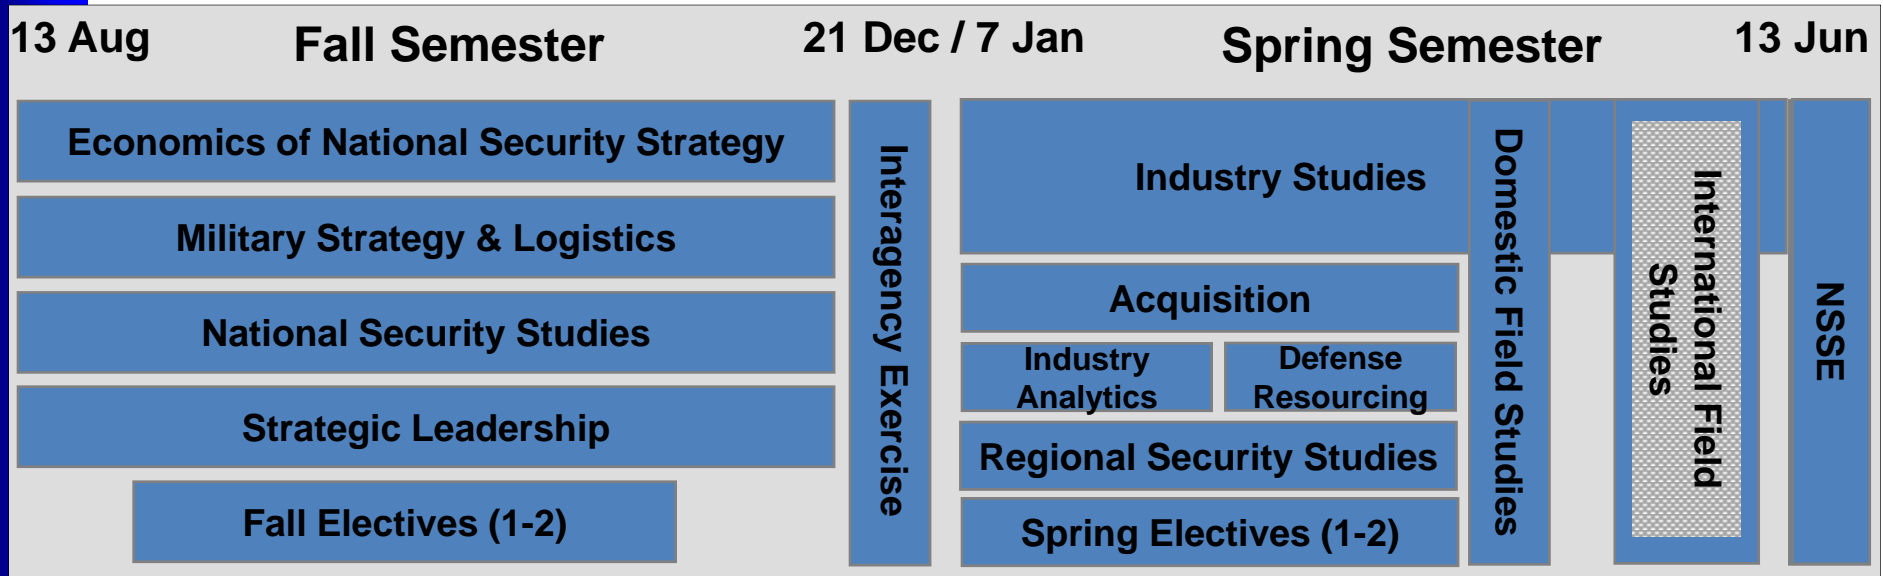 13 Aug
Fall Semester
21 Dec / 7 Jan
Spring Semester
13 Jun
Economics of National Security Strategy
Military Strategy & Logistics
National Security Studies
Strategic Leadership
Fall Electives (1-2)
Interagency Exercise
Industry Studies
Acquisition
Industry
Analytics
Defense
Resourcing
Regional Security Studies
Spring Electives (1-2)
Domestic Field Studies
International Field
Studies
NSSE